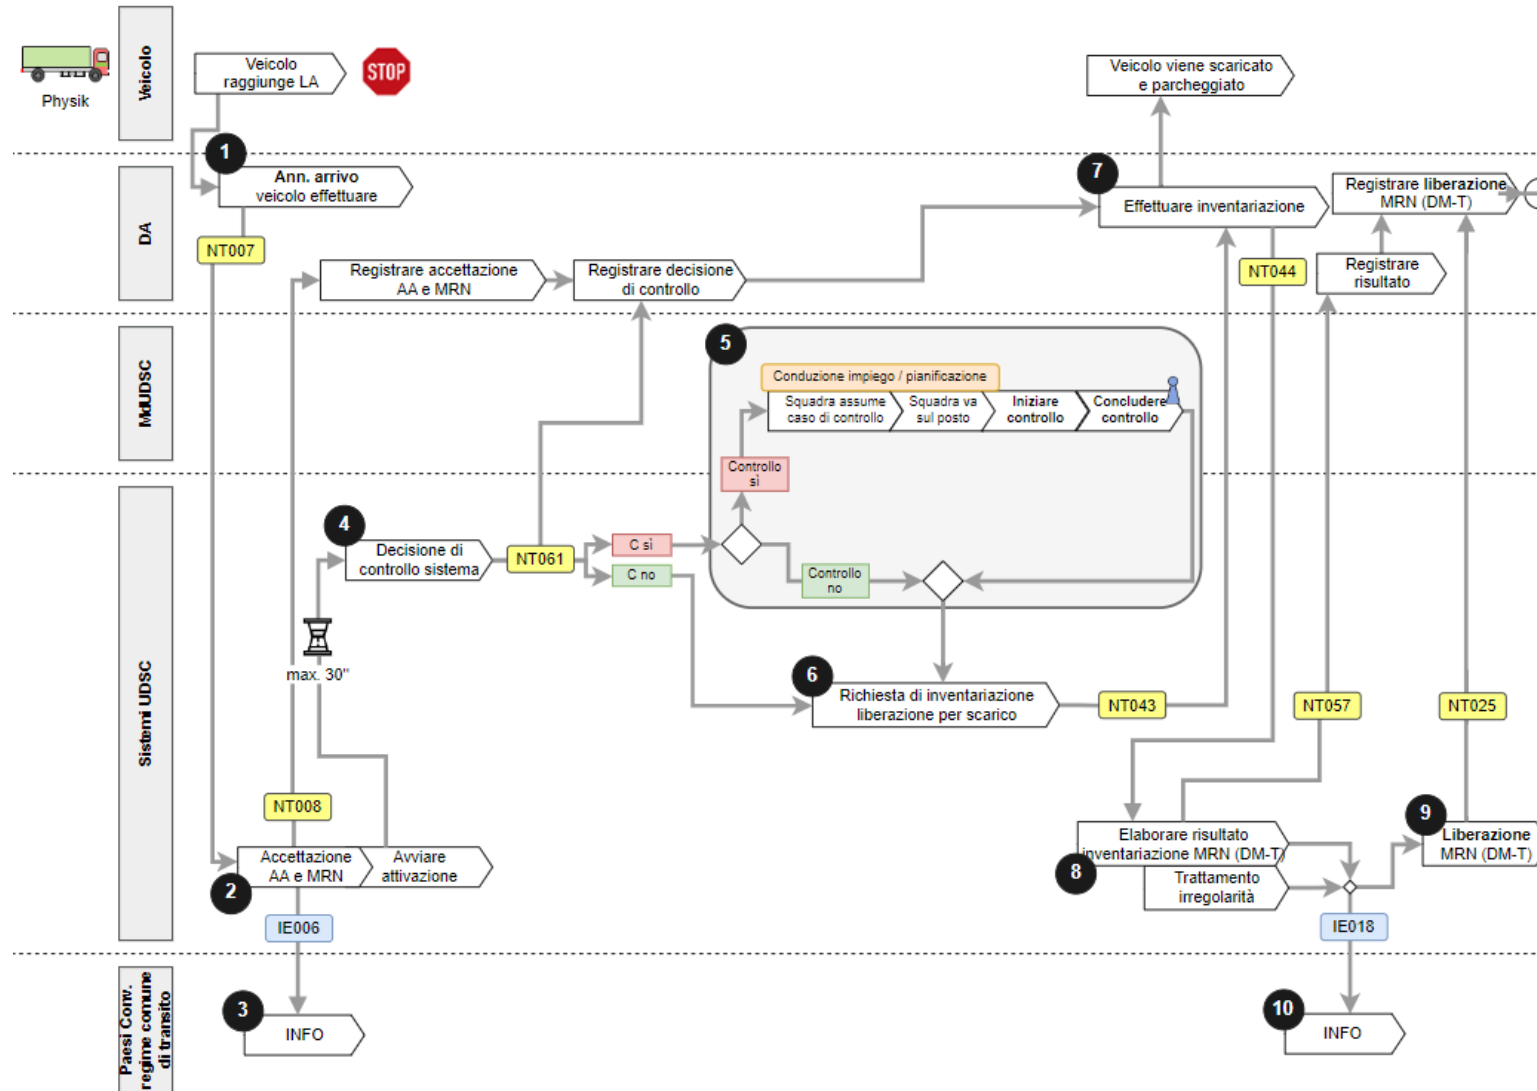 Physik
Veicolo
Veicolo
raggiunge LA
STOP
Veicolo viene scaricato
e parcheggiato
DA
1
Ann. arrivo
veicolo effettuare
NT007
Registrare accettazione
AA e MRN
Registrare decisione
di controllo
7
Effettuare inventariazione
NT044
Registrare liberazione
MRN (DM-T)
Registrare
risultato
MdUDSC
5
Conduzione impiego / pianificazione
Squadra assume
caso di controllo
Squadra va
sul posto
Iniziare
controllo
Concludere
controllo
Controllo
sì
Sistemi UDSC
4
Decisione di
controllo sistema
NT061
C sì
C no
Controllo
no
max. 30"
6
Richiesta di inventariazione
liberazione per scarico
NT043
NT057
NT025
NT008
2
Accettazione
AA e MRN
Avviare
attivazione
IE006
8
Elaborare risultato
inventariazione MRN (DM-T)
Trattamento
irregolarità
9
Liberazione
MRN (DM-T)
IE018
Paesi Conv.
regime comune
di transito
3
INFO
10
INFO